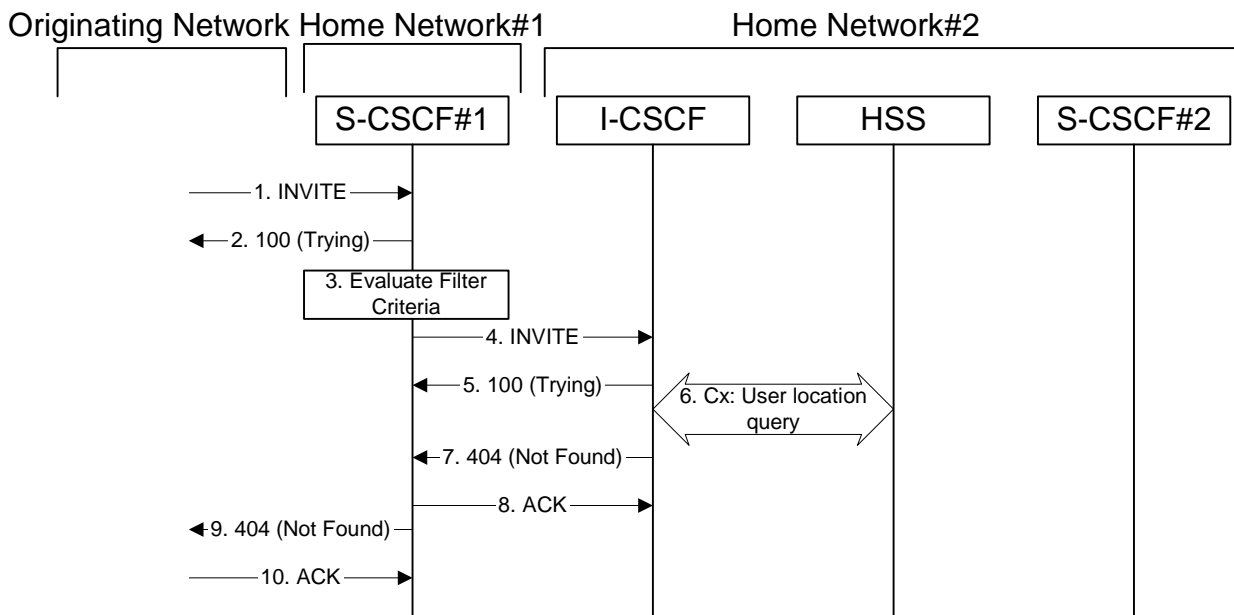 Originating Network Home Network#1 Home Network#2
S-CSCF#1 I-CSCF HSS S-CSCF#2
1. INVITE
2. 100 (Trying)
3. Evaluate Filter
Criteria
4. INVITE
5. 100 (Trying)
6. Cx: User location
query
7. 404 (Not Found)
8. ACK
9. 404 (Not Found)
10. ACK